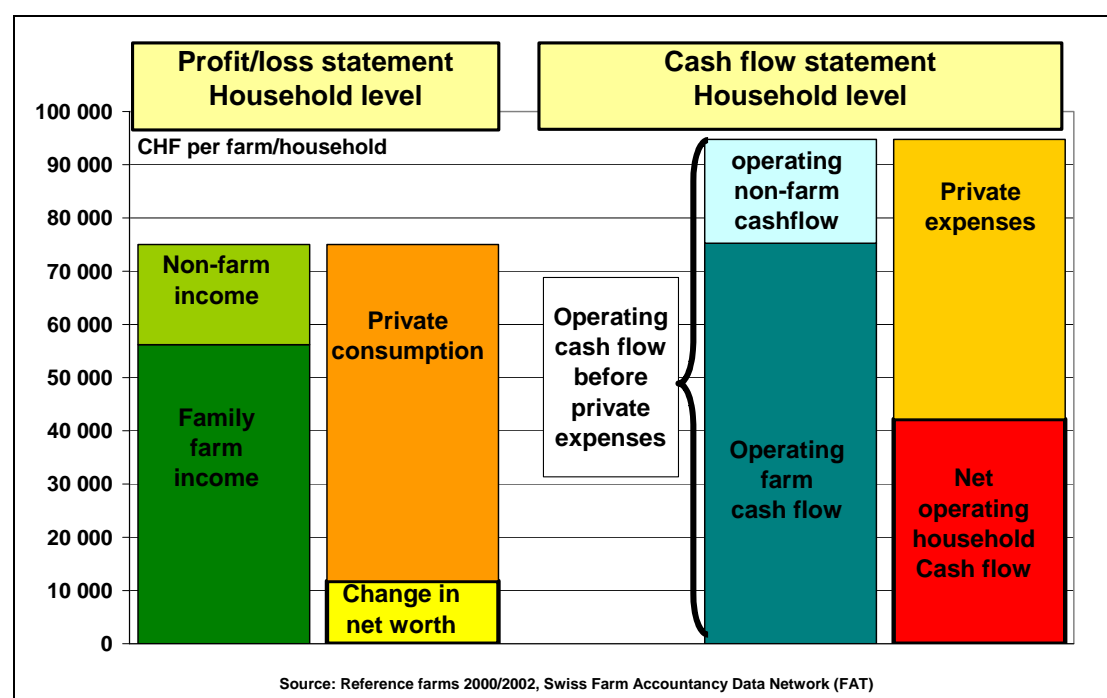 Profit/loss statement
Household level
Cash flow statement
Household level
100 000
90 000
80 000
70 000
60 000
50 000
40 000
30 000
20 000
10 000
0
CHF per farm/household
Non-farm
income
Family
farm
income
Private
consumption
Change in
net worth
Operating
cash flow
before
private
expenses
operating
non-farm
cashflow
Operating
farm
cash flow
Private
expenses
Net
operating
household
Cash flow
Source: Reference farms 2000/2002, Swiss Farm Accountancy Data Network (FAT)